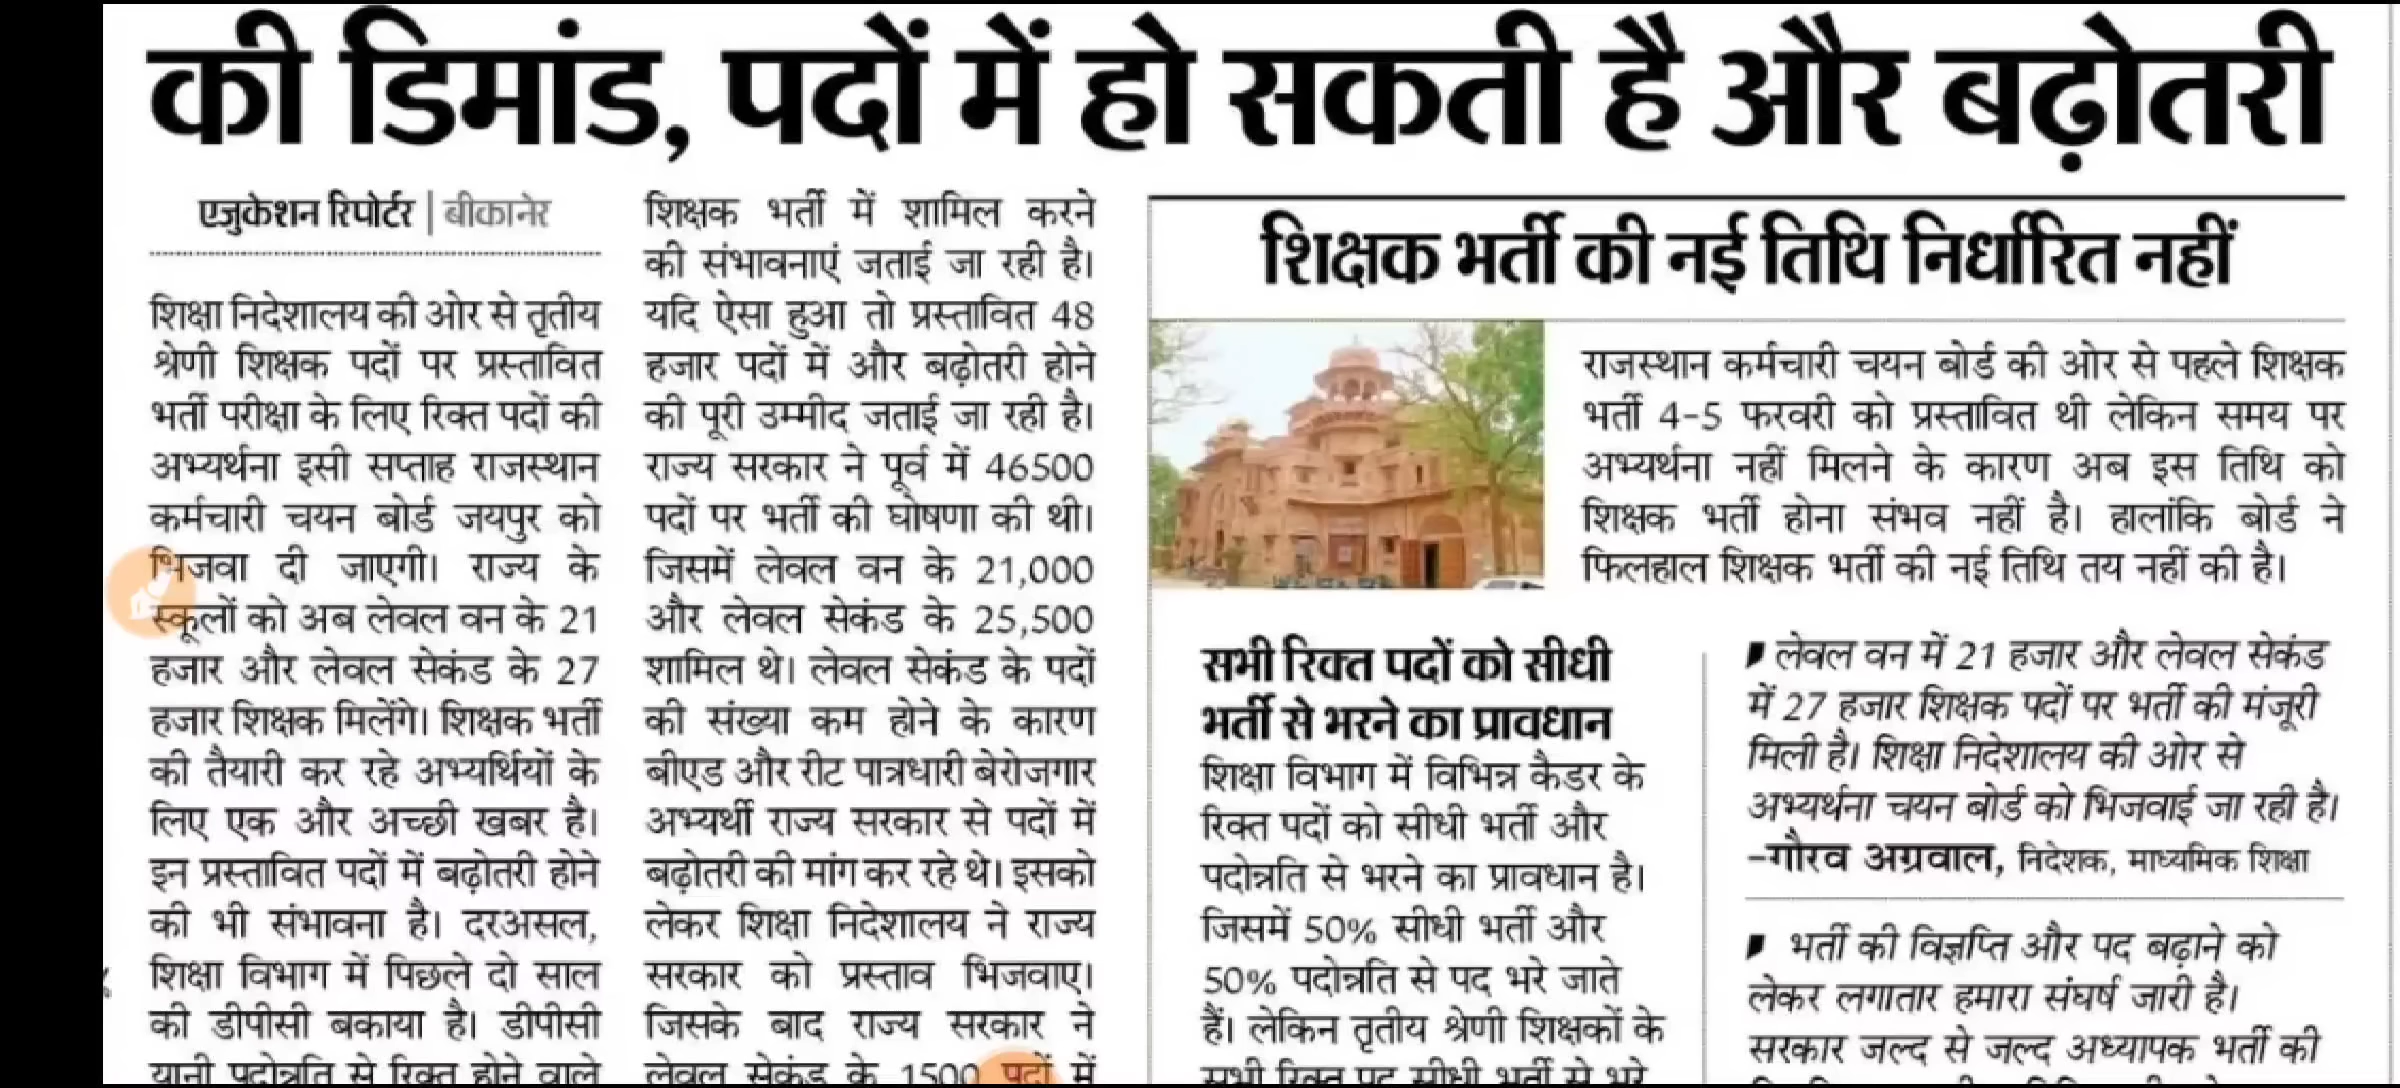 की डिमांड, पदों में हो सकती है और बढ़ोतरी
एजुकेशन रिपोर्टर | बीकानेर
शिक्षा निदेशालय की ओर से तृतीय
श्रेणी शिक्षक पदों पर प्रस्तावित
भर्ती परीक्षा के लिए रिक्त पदों की
अभ्यर्थना इसी सप्ताह राजस्थान
कर्मचारी चयन बोर्ड जयपुर को
भिजवा दी जाएगी। राज्य के
स्कूलों को अब लेवल वन के 21
हजार और लेवल सेकंड के 27
हजार शिक्षक मिलेंगे। शिक्षक भर्ती
की तैयारी कर रहे अभ्यर्थियों के
लिए एक और अच्छी खबर है।
इन प्रस्तावित पदों में बढ़ोतरी होने
की भी संभावना है। दरअसल,
शिक्षा विभाग में पिछले दो साल
की डीपीसी बकाया है। डीपीसी
यानी पदोन्नति से रिक्त होने वाले
शिक्षक भर्ती में शामिल करने
की संभावनाएं जताई जा रही है।
यदि ऐसा हुआ तो प्रस्तावित 48
हजार पदों में और बढ़ोतरी होने
की पूरी उम्मीद जताई जा रही है।
राज्य सरकार ने पूर्व में 46500
पदों पर भर्ती की घोषणा की थी।
जिसमें लेवल वन के 21,000
और लेवल सेकंड के 25,500
शामिल थे। लेवल सेकंड के पदों
की संख्या कम होने के कारण
बीएड और रीट पात्रधारी बेरोजगार
अभ्यर्थी राज्य सरकार से पदों में
बढ़ोतरी की मांग कर रहे थे। इसको
लेकर शिक्षा निदेशालय ने राज्य
सरकार को प्रस्ताव भिजवाए।
जिसके बाद राज्य सरकार ने
लेवल सेकंड के 1500 पदों में
शिक्षक भर्ती की नई तिथि निर्धारित नहीं
राजस्थान कर्मचारी चयन बोर्ड की ओर से पहले शिक्षक
भर्ती 4-5 फरवरी को प्रस्तावित थी लेकिन समय पर
अभ्यर्थना नहीं मिलने के कारण अब इस तिथि को
शिक्षक भर्ती होना संभव नहीं है। हालांकि बोर्ड ने
फिलहाल शिक्षक भर्ती की नई तिथि तय नहीं की है।
सभी रिक्त पदों को सीधी
भर्ती से भरने का प्रावधान
शिक्षा विभाग में विभिन्न कैडर के
रिक्त पदों को सीधी भर्ती और
पदोन्नति से भरने का प्रावधान है।
जिसमें 50% सीधी भर्ती और
50% पदोन्नति से पद भरे जाते
हैं। लेकिन तृतीय श्रेणी शिक्षकों के
सभी रिक्त पद सीधी भर्ती से भरे
लेवल वन में 21 हजार और लेवल सेकंड
में 27 हजार शिक्षक पदों पर भर्ती की मंजूरी
मिली है। शिक्षा निदेशालय की ओर से
अभ्यर्थना चयन बोर्ड को भिजवाई जा रही है।
-गौरव अग्रवाल, निदेशक, माध्यमिक शिक्षा
भर्ती की विज्ञप्ति और पद बढ़ाने को
लेकर लगातार हमारा संघर्ष जारी है।
सरकार जल्द से जल्द अध्यापक भर्ती की